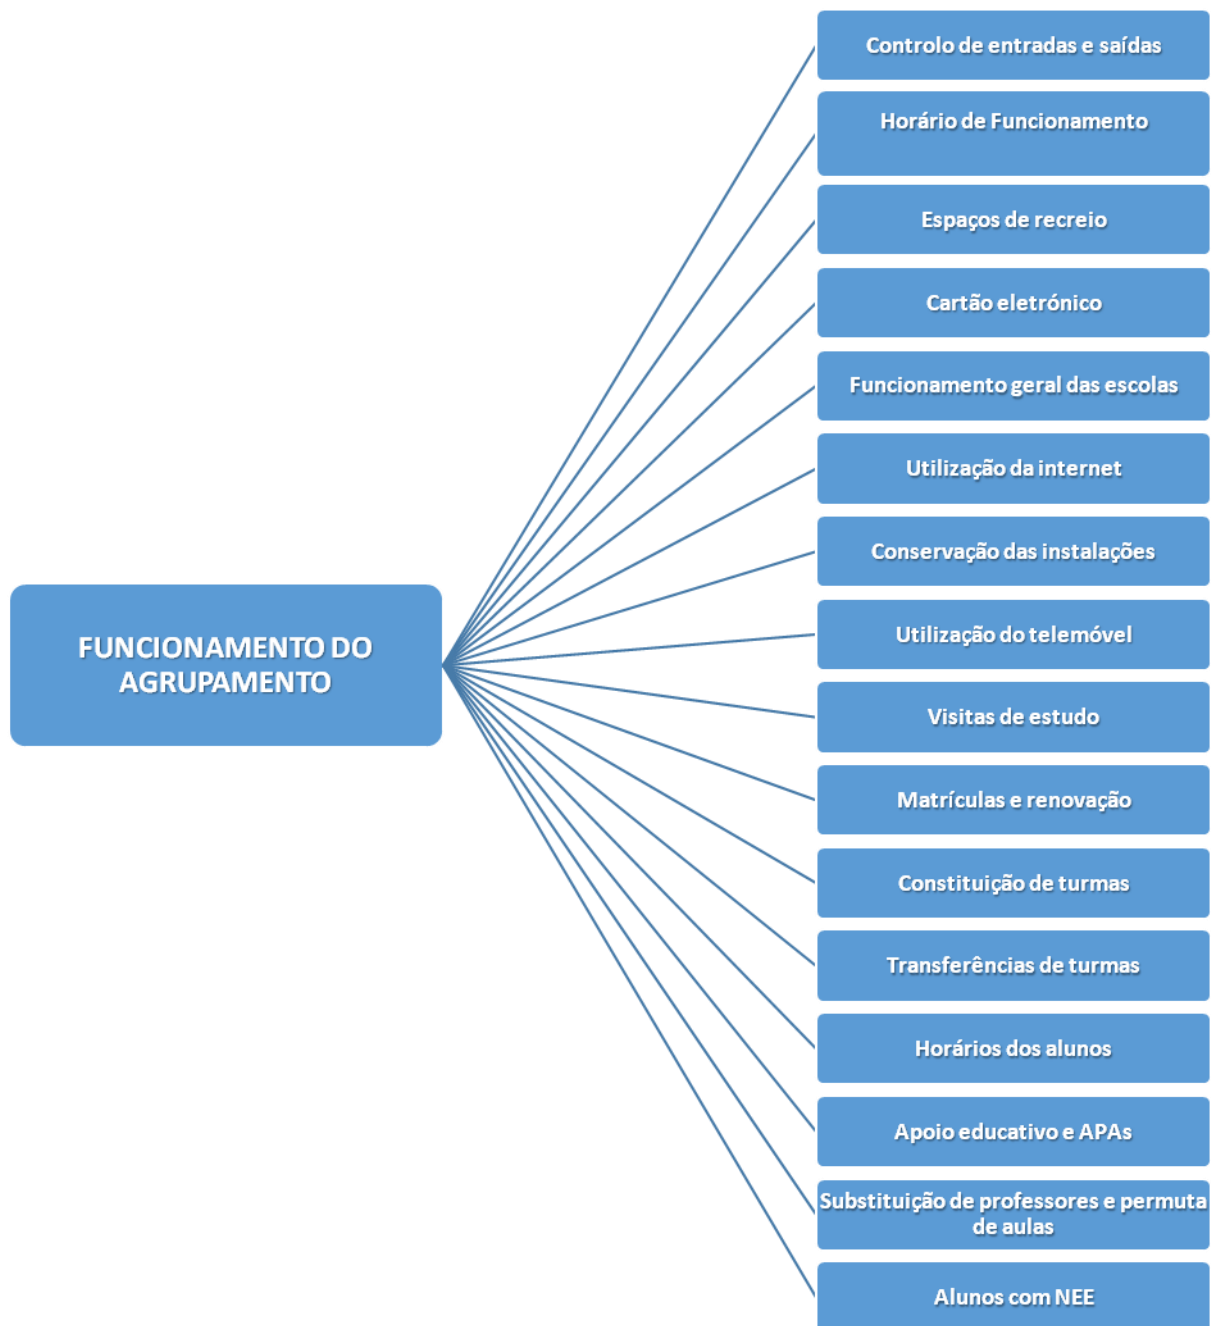 FUNCIONAMENTO DO
AGRUPAMENTO
Controlo de entradas e saídas
Horário de Funcionamento
Espaços de recreio
Cartão eletrónico
Funcionamento geral das escolas
Utilização da internet
Conservação das instalações
Utilização do telemóvel
Visitas de estudo
Matrículas e renovação
Constituição de turmas
Transferências de turmas
Horários dos alunos
Apoio educativo e APAs
Substituição de professores e permuta
de aulas
Alunos com NEE